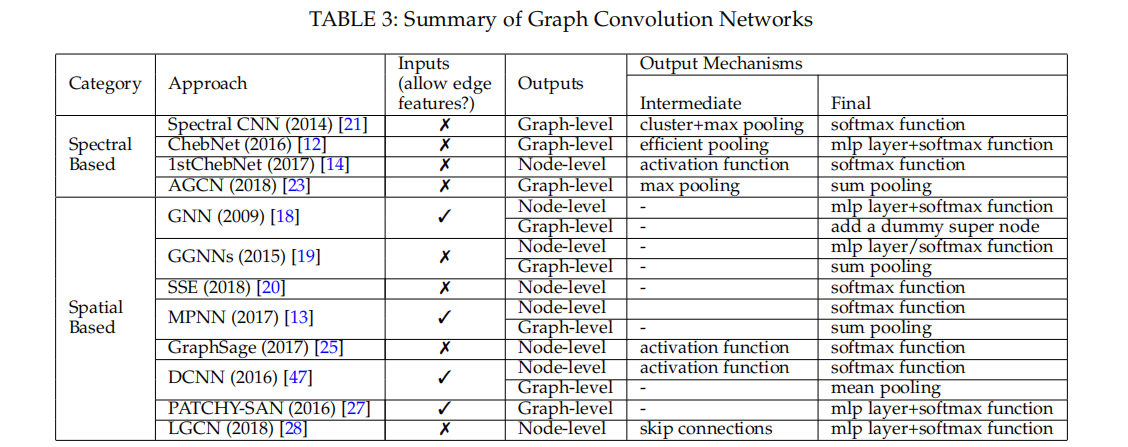 TABLE 3: Summary of Graph Convolution Networks
Category Approach Inputs (allow edge features?) Outputs Output Mechanisms
Intermediate Final
Spectral Based
Spectral CNN (2014) [21] ✗ Graph-level cluster+max pooling softmax function
ChebNet (2016) [12] ✗ Graph-level efficient pooling mlp layer+softmax function
1stChebNet (2017) [14] ✗ Node-level activation function softmax function
AGCN (2018) [23] ✗ Graph-level max pooling sum pooling
Spatial Based
GNN (2009) [18] ✓ Node-level - mlp layer+softmax function
Graph-level - add a dummy super node
GGNNs (2015) [19] ✗ Node-level - mlp layer/softmax function
Graph-level - sum pooling
SSE (2018) [20] ✗ Node-level - softmax function
MPNN (2017) [13] ✓ Node-level softmax function
Graph-level - sum pooling
GraphSage (2017) [25] ✗ Node-level activation function softmax function
DCNN (2016) [47] ✓ Node-level activation function softmax function
Graph-level - mean pooling
PATCHY-SAN (2016) [27] ✓ Graph-level - mlp layer+softmax function
LGCN (2018) [28] ✗ Node-level skip connections mlp layer+softmax function